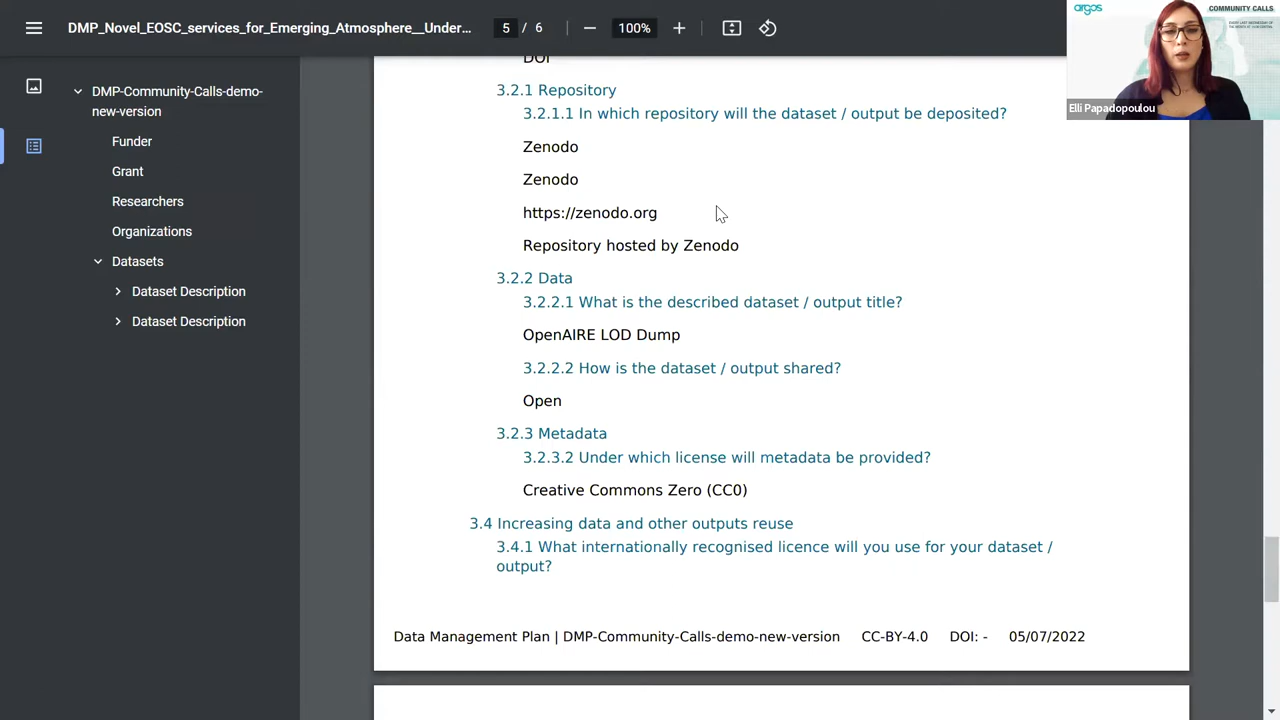 DMP_Novel_EOSC_services_for_Emerging_Atmosphere__Under...
5 / 6
100%
argos
COMMUNITY CALLS
Elli Papadopoulou
DMP-Community-Calls-demo-
new-version
Funder
Grant
Researchers
Organizations
Datasets
Dataset Description
Dataset Description
DOI
3.2.1 Repository
3.2.1.1 In which repository will the dataset / output be deposited?
Zenodo
Zenodo
https://zenodo.org
Repository hosted by Zenodo
3.2.2 Data
3.2.2.1 What is the described dataset / output title?
OpenAIRE LOD Dump
3.2.2.2 How is the dataset / output shared?
Open
3.2.3 Metadata
3.2.3.2 Under which license will metadata be provided?
Creative Commons Zero (CC0)
3.4 Increasing data and other outputs reuse
3.4.1 What internationally recognised licence will you use for your dataset /
output?
Data Management Plan | DMP-Community-Calls-demo-new-version CC-BY-4.0 DOI: - 05/07/2022